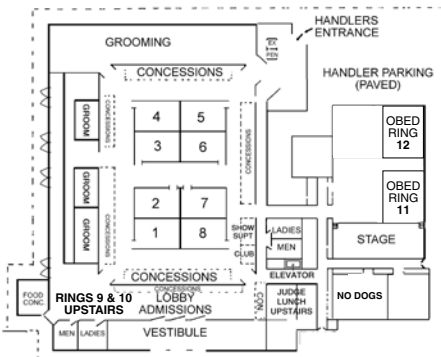 HANDLERS
ENTRANCE
GROOMING
EX
PEN
CONCESSIONS
HANDLER PARKING
(PAVED)
GROOM
CONCESSIONS
4
5
3
6
CONCESSIONS
OBED
RING
12
GROOM
GROOM
CONCESSIONS
2
7
1
8
OBED
RING
11
SHOW
SUPT
CLUB
LADIES
MEN
STAGE
ELEVATOR
CONCESSIONS
CONCESSIONS
FOOD
CONC.
RINGS 9 & 10
UPSTAIRS
LOBBY
ADMISSIONS
CON.
JUDGE
LUNCH
UPSTAIRS
NO DOGS
MEN
LADIES
VESTIBULE